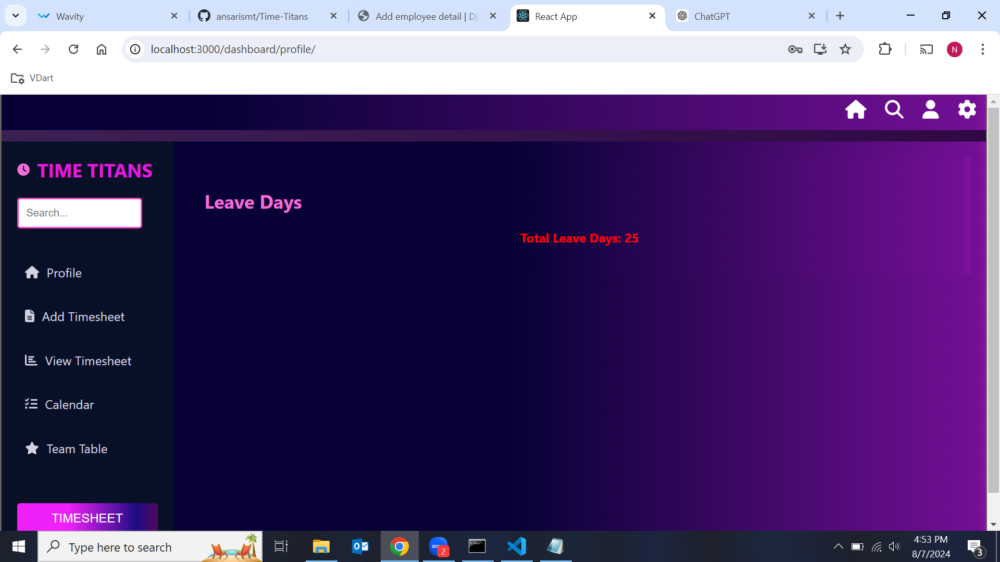 Wavity
ansarismt/Time-Titans
Add employee detail | Dj
React App
ChatGPT
localhost:3000/dashboard/profile/
N
VDart
TIME TITANS
Search...
Profile
Add Timesheet
View Timesheet
Calendar
Team Table
TIMESHEET
Leave Days
Total Leave Days: 25
Type here to search
2
4:53 PM
8/7/2024
3